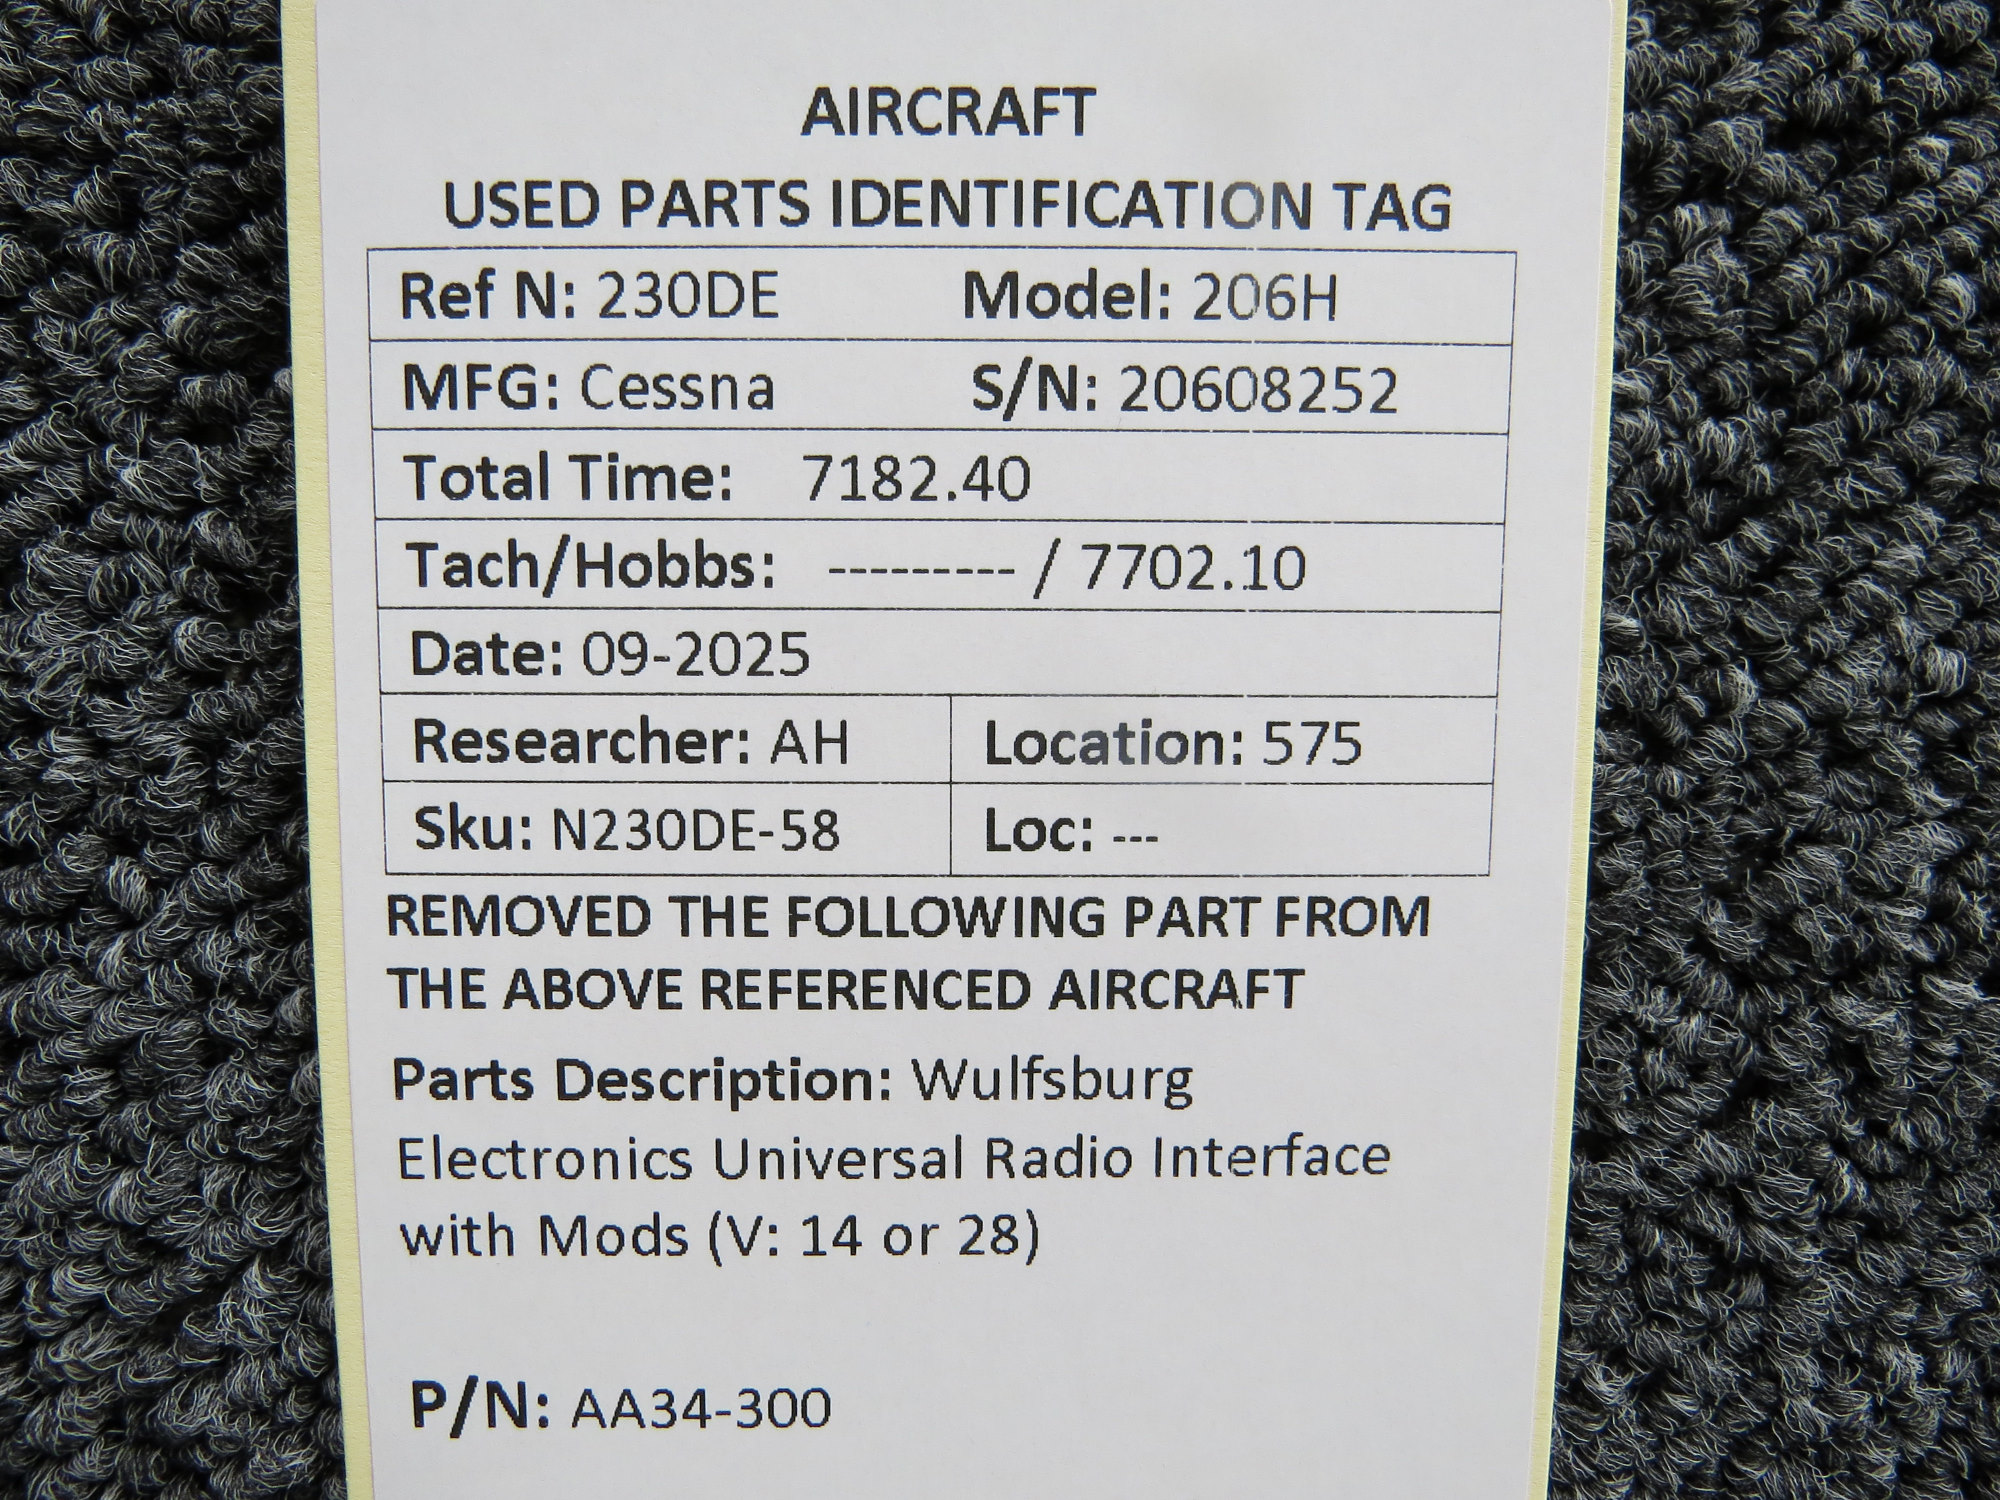 AIRCRAFT
USED PARTS IDENTIFICATION TAG
Ref N: 230DE Model: 206H
MFG: Cessna S/N: 20608252
Total Time: 7182.40
Tach/Hobbs: --------- / 7702.10
Date: 09-2025
Researcher: AH Location: 575
Sku: N230DE-58 Loc: ---
REMOVED THE FOLLOWING PART FROM
THE ABOVE REFERENCED AIRCRAFT
Parts Description: Wulfsburg
Electronics Universal Radio Interface
with Mods (V: 14 or 28)
P/N: AA34-300